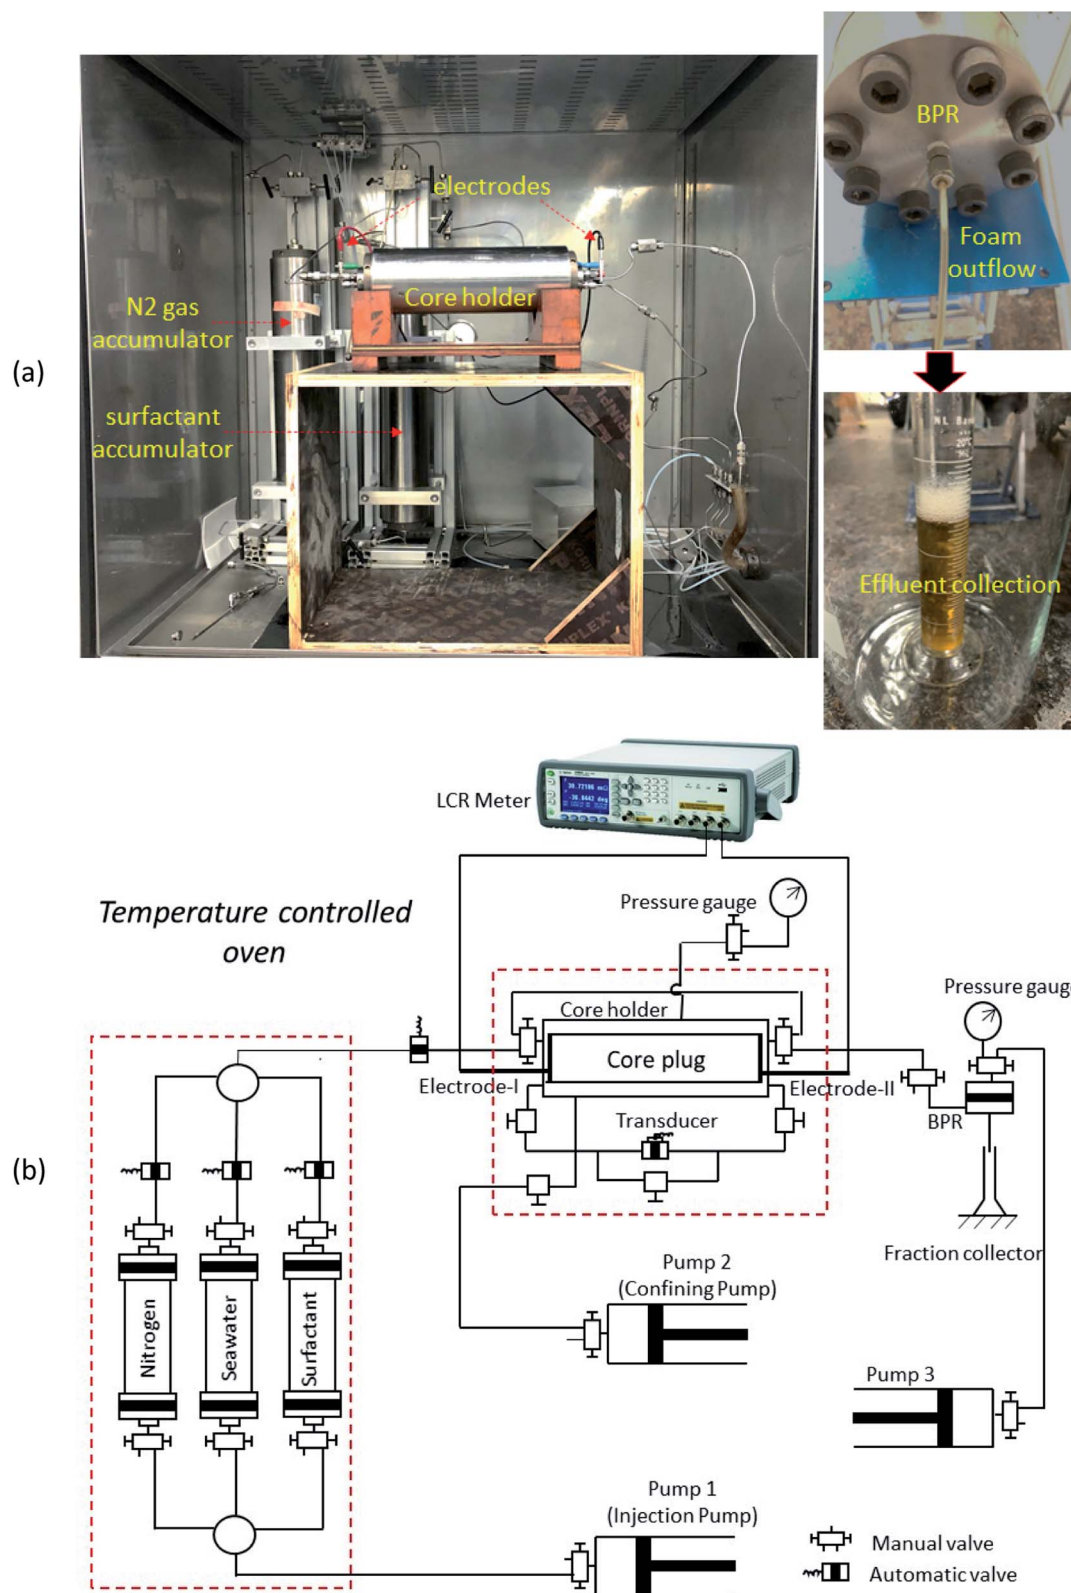 (a)
electrodes
Core holder
N2 gas
accumulator
surfactant
accumulator
BPR
Foam
outflow
Effluent collection
(b)
LCR Meter
Temperature controlled
oven
Pressure gauge
Core holder
Core plug
Electrode-I
Electrode-II
Transducer
Pressure gauge
BPR
Fraction collector
Nitrogen
Seawater
Surfactant
Pump 2
(Confining Pump)
Pump 3
Pump 1
(Injection Pump)
Manual valve
Automatic valve